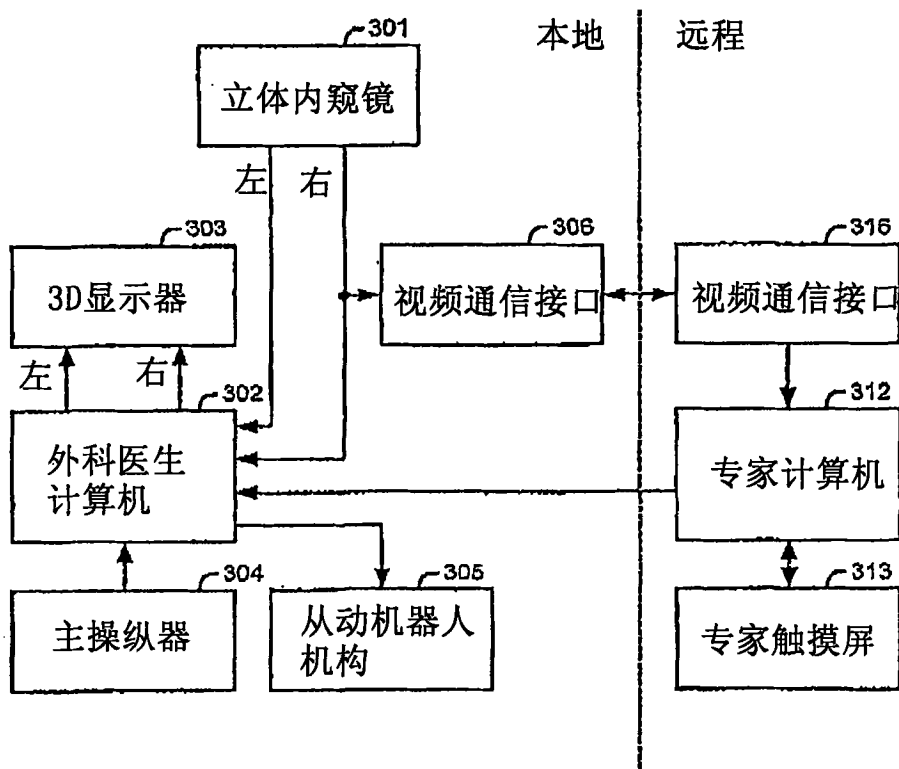 301
本地
远程
立体内窥镜
左
右
303
306
316
3D显示器
视频通信接口
视频通信接口
左
右
302
312
外科医生
计算机
专家计算机
304
305
313
主操纵器
从动机器人
机构
专家触摸屏